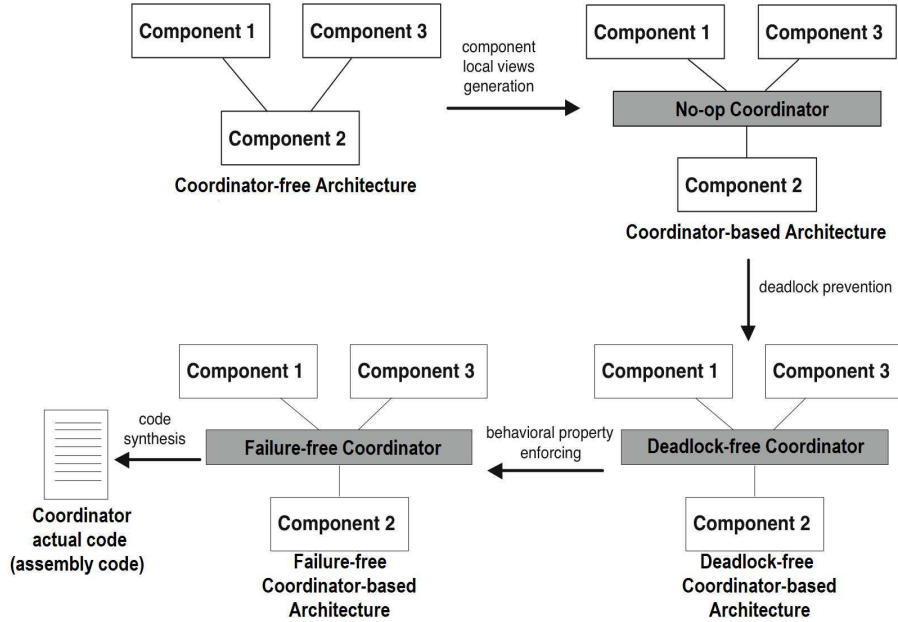 Component 1
Component 3
Component 2
Coordinator-free Architecture
component
local views
generation
Component 1
Component 3
No-op Coordinator
Component 2
Coordinator-based Architecture
deadlock prevention
Component 1
Component 3
Deadlock-free Coordinator
Component 2
Deadlock-free
Coordinator-based
Architecture
behavioral property
enforcing
Component 1
Component 3
Failure-free Coordinator
Component 2
Failure-free
Coordinator-based
Architecture
code
synthesis
Coordinator
actual code
(assembly code)